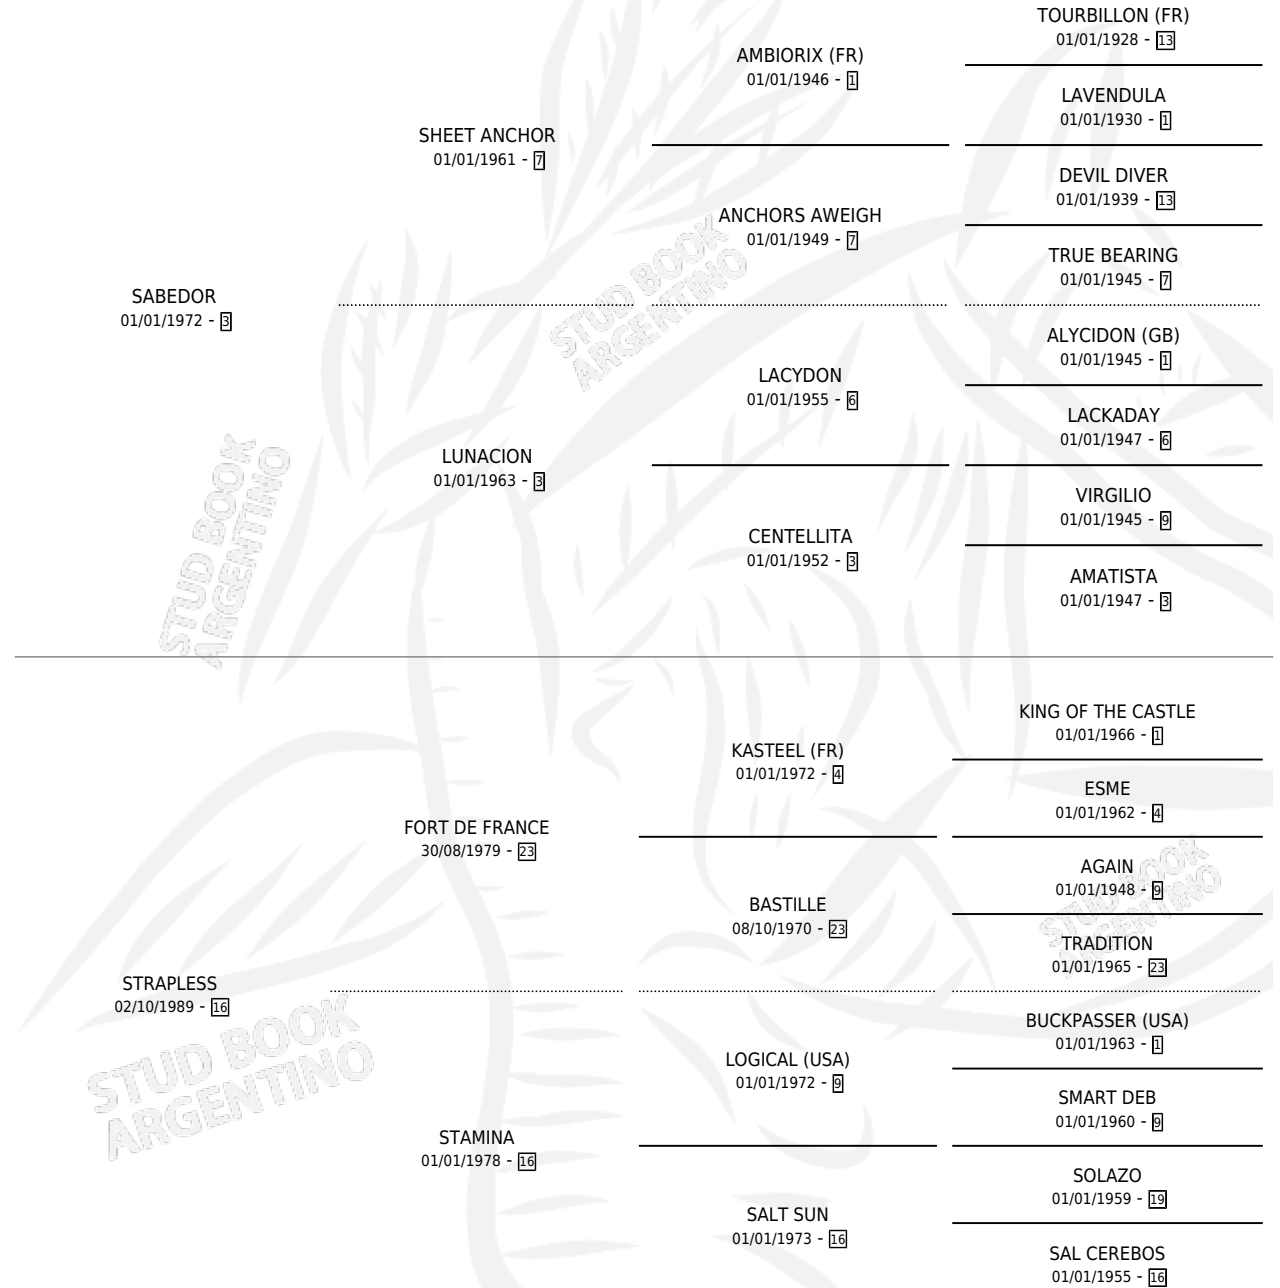 TOURBILLON (FR)
01/01/1928 - 13
AMBIORIX (FR)
01/01/1946 - 1
LAVENDULA
01/01/1930 - 1
SHEET ANCHOR
01/01/1961 - 7
DEVIL DIVER
01/01/1939 - 13
ANCHORS AWEIGH
01/01/1949 - 7
TRUE BEARING
01/01/1945 - 7
SABEDOR
01/01/1972 - 3
STUD BOOK
ARGENTINO
ALYCIDON (GB)
01/01/1945 - 1
LACYDON
01/01/1955 - 6
LACKADAY
01/01/1947 - 6
LUNACION
01/01/1963 - 3
VIRGILIO
01/01/1945 - 9
CENTELLITA
01/01/1952 - 3
AMATISTA
01/01/1947 - 3
STUD BOOK
ARGENTINO
KING OF THE CASTLE
01/01/1966 - 1
KASTEEL (FR)
01/01/1972 - 4
ESME
01/01/1962 - 4
FORT DE FRANCE
30/08/1979 - 23
AGAIN
01/01/1948 - 9
BASTILLE
08/10/1970 - 23
STUD BOOK
ARGENTINO
TRADITION
01/01/1965 - 23
STRAPLESS
02/10/1989 - 16
BUCKPASSER (USA)
01/01/1963 - 1
LOGICAL (USA)
01/01/1972 - 9
SMART DEB
01/01/1960 - 9
STUD BOOK
ARGENTINO
STAMINA
01/01/1978 - 16
SOLAZO
01/01/1959 - 19
SALT SUN
01/01/1973 - 16
SAL CEREBOS
01/01/1955 - 16